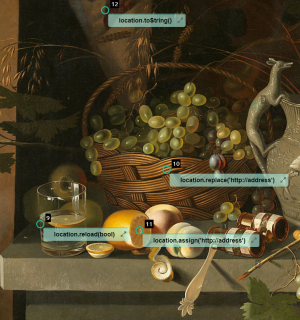 12
location.toString()
10
location.replace('http://address')
9
location.reload(bool)
11
location.assign('http://address')